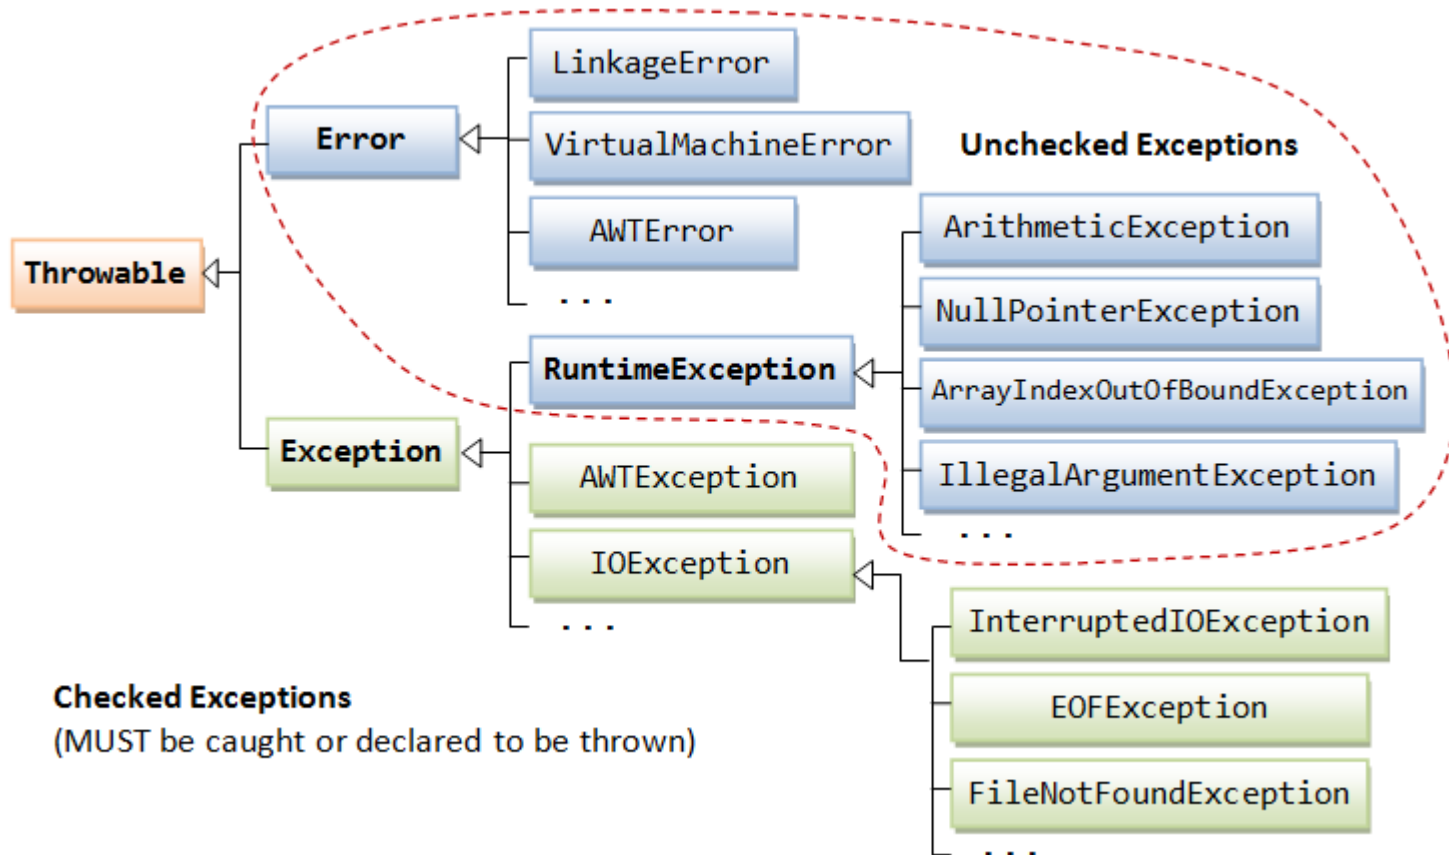 LinkageError
Error
VirtualMachineError
Unchecked Exceptions
AWTError
ArithmeticException
Throwable
...
NullPointerException
RuntimeException
ArrayIndexOutOfBoundException
Exception
AWTException
IllegalArgumentException
...
IOException
...
InterruptedIOException
Checked Exceptions
(MUST be caught or declared to be thrown)
EOFException
FileNotFoundException
...